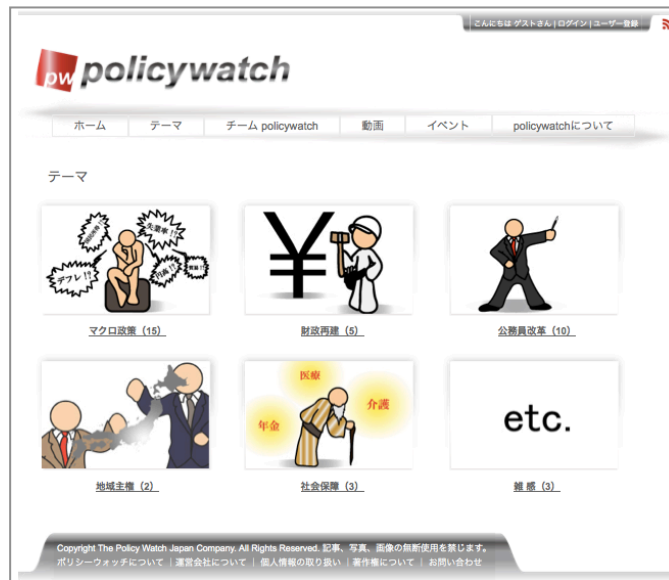 こんにちは ゲストさん | ログイン | ユーザー登録
pw policywatch
ホーム テーマ チーム policywatch 動画 イベント policywatchについて
テーマ
失業率!!
デフレ!?
円高!?
¥
マクロ政策（15） 財政再建（5） 公務員改革（10）
医療
年金 介護
etc.
地域主権（2） 社会保障（3） 雑感（3）
Copyright The Policy Watch Japan Company. All Rights Reserved. 記事、写真、画像の無断使用を禁じます。
ポリシーウォッチについて | 運営会社について | 個人情報の取り扱い | 著作権について | お問い合わせ